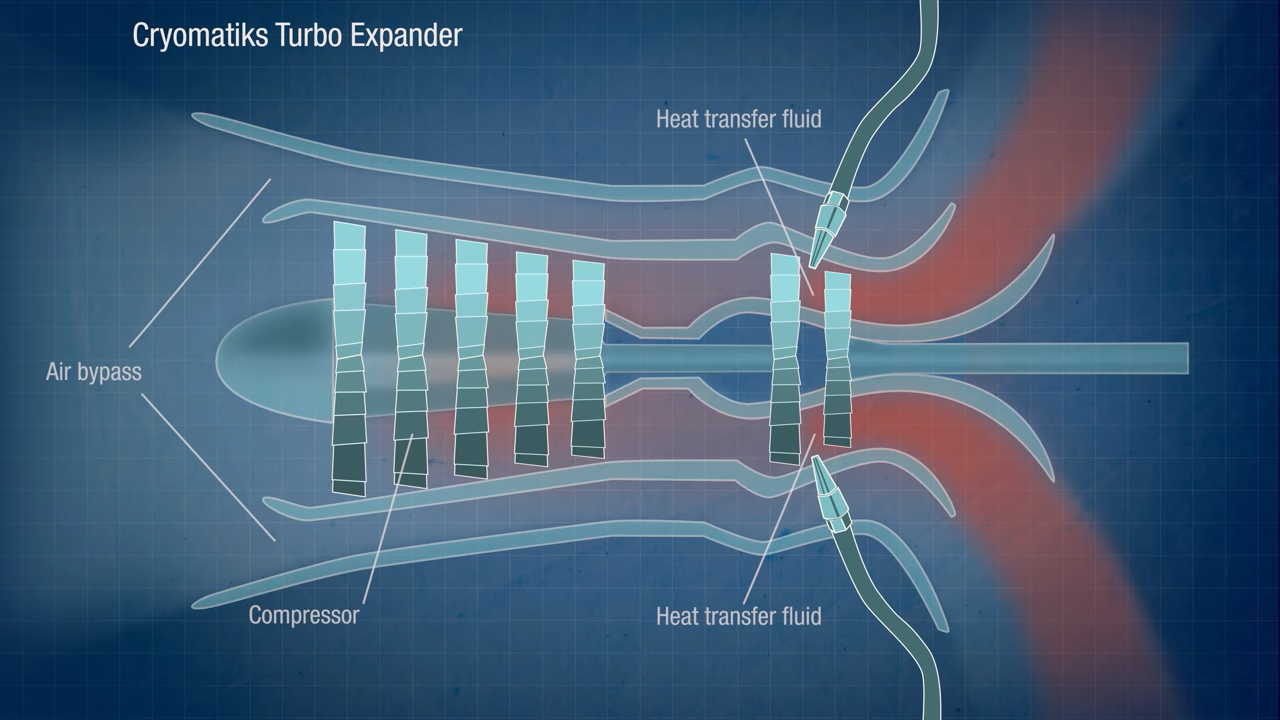 Cryomatiks Turbo Expander
Heat transfer fluid
Air bypass
Compressor
Heat transfer fluid